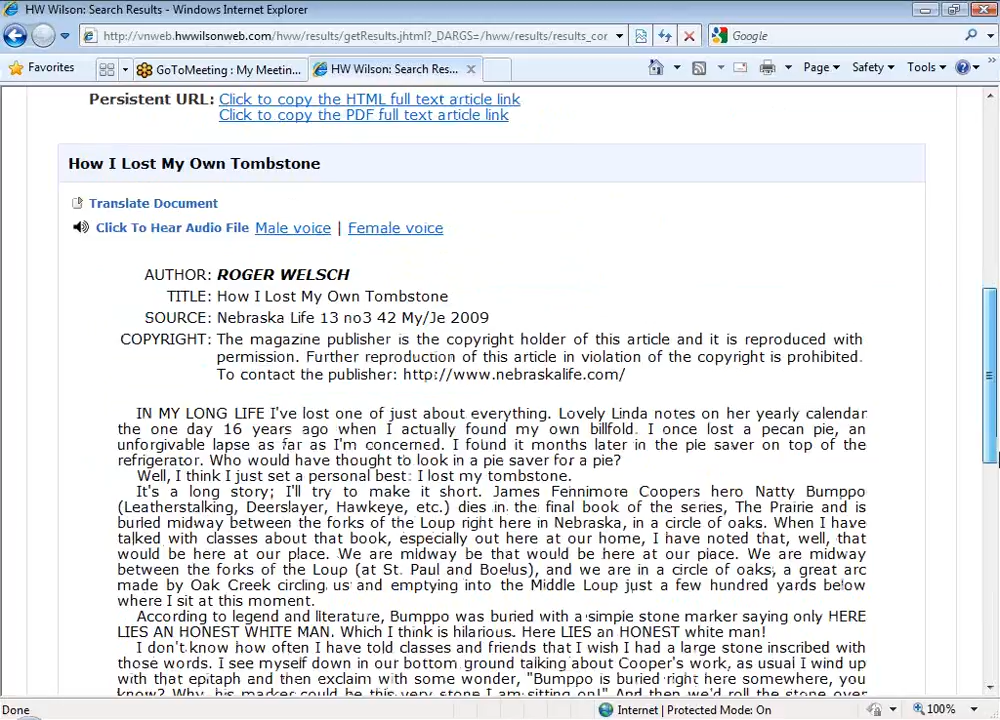 HW Wilson: Search Results - Windows Internet Explorer
http://vnweb.hwwilsonweb.com/hww/results/getResults.jhtml?_DARGS=/hww/results/results_cor
Google
Favorites
GoToMeeting : My Meetin...
HW Wilson: Search Res...
Page
Safety
Tools
Persistent URL: Click to copy the HTML full text article link
Click to copy the PDF full text article link
How I Lost My Own Tombstone
Translate Document
Click To Hear Audio File Male voice | Female voice
AUTHOR: ROGER WELSCH
TITLE: How I Lost My Own Tombstone
SOURCE: Nebraska Life 13 no3 42 My/Je 2009
COPYRIGHT: The magazine publisher is the copyright holder of this article and it is reproduced with
permission. Further reproduction of this article in violation of the copyright is prohibited.
To contact the publisher: http://www.nebraskalife.com/
IN MY LONG LIFE I've lost one of just about everything. Lovely Linda notes on her yearly calendar
the one day 16 years ago when I actually found my own billfold. I once lost a pecan pie, an
unforgivable lapse as far as I'm concerned. I found it months later in the pie saver on top of the
refrigerator. Who would have thought to look in a pie saver for a pie?
Well, I think I just set a personal best: I lost my tombstone.
It's a long story; I'll try to make it short. James Fennimore Coopers hero Natty Bumppo
(Leatherstalking, Deerslayer, Hawkeye, etc.) dies in the final book of the series, The Prairie and is
buried midway between the forks of the Loup right here in Nebraska, in a circle of oaks. When I have
talked with classes about that book, especially out here at our home, I have noted that, well, that
would be here at our place. We are midway be that would be here at our place. We are midway
between the forks of the Loup (at St. Paul and Boelus), and we are in a circle of oaks, a great arc
made by Oak Creek circling us and emptying into the Middle Loup just a few hundred yards below
where I sit at this moment.
According to legend and literature, Bumppo was buried with a simple stone marker saying only HERE
LIES AN HONEST WHITE MAN. Which I think is hilarious. Here LIES an HONEST white man!
I don't know how often I have told classes and friends that I wish I had a large stone inscribed with
those words. I see myself down in our bottom ground talking about Cooper's work, as usual I wind up
with that epitaph and then exclaim with some wonder, "Bumppo is buried right here somewhere, you
know? Why, his marker could be this very stone I am sitting on!" And then we'd roll the stone over
Done
Internet | Protected Mode: On
100%